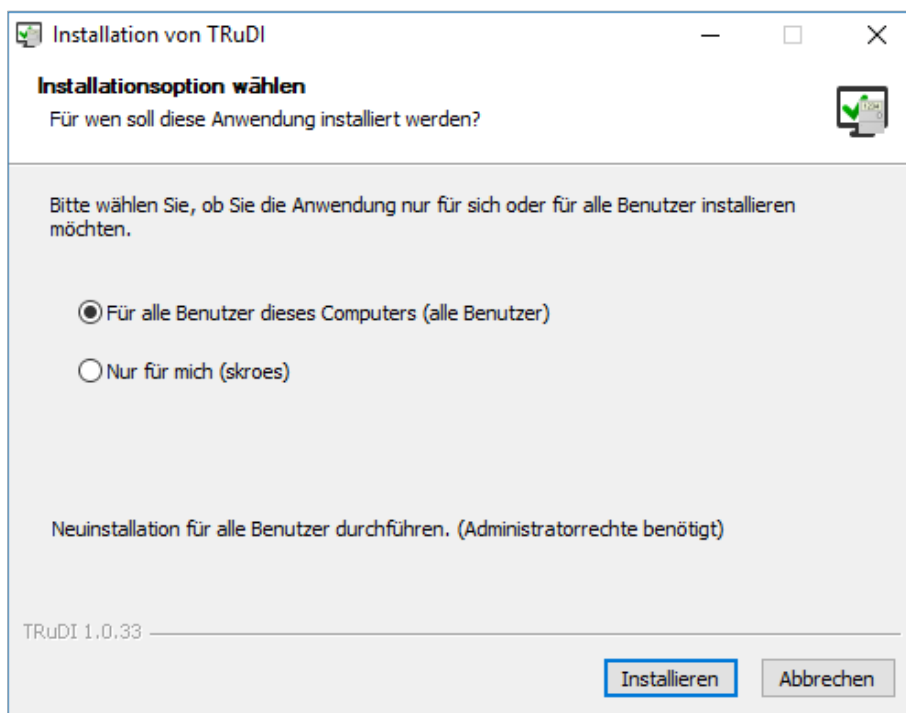 Installation von TRuDI
Installationsoption wählen
Für wen soll diese Anwendung installiert werden?
Bitte wählen Sie, ob Sie die Anwendung nur für sich oder für alle Benutzer installieren
möchten.
Für alle Benutzer dieses Computers (alle Benutzer)
Nur für mich (skroes)
Neuinstallation für alle Benutzer durchführen. (Administratorrechte benötigt)
TRuDI 1.0.33
Installieren Abbrechen